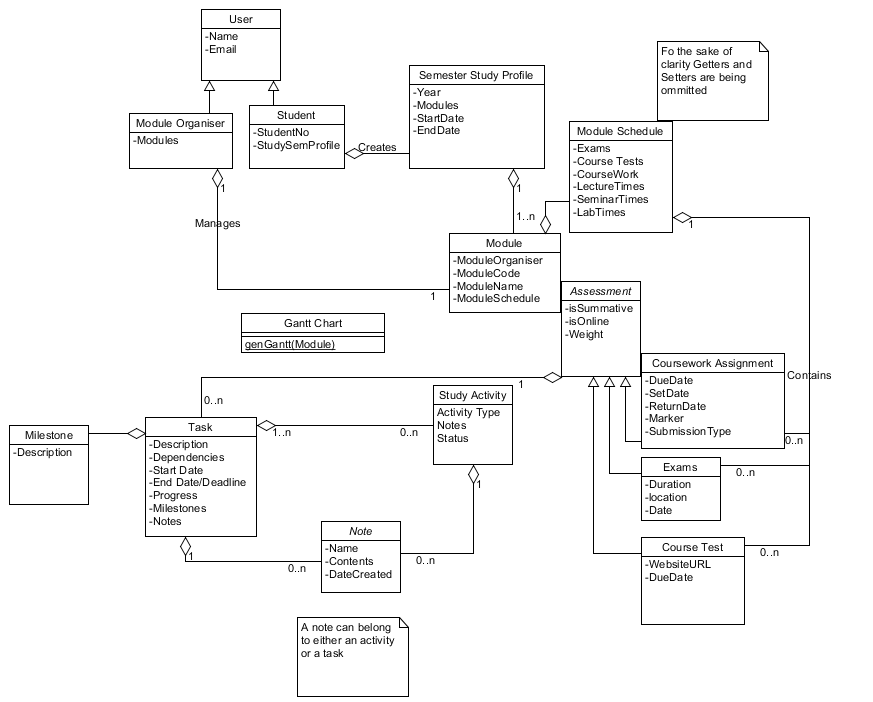 User
-Name
-Email
Fo the sake of
clarity Getters and
Setters are being
ommitted
Semester Study Profile
-Year
-Modules
-StartDate
-EndDate
Module Organiser
-Modules
Student
-StudentNo
-StudySemProfile
Creates
Module Schedule
-Exams
-Course Tests
-CourseWork
-LectureTimes
-SeminarTimes
-LabTimes
1
1
1..n
1
Manages
Module
-ModuleOrganiser
-ModuleCode
-ModuleName
-ModuleSchedule
1
Assessment
-isSummative
-isOnline
-Weight
Gantt Chart
genGantt(Module)
Coursework Assignment
-DueDate
-SetDate
-ReturnDate
-Marker
-SubmissionType
Contains
0..n
1
0..n
Study Activity
Activity Type
Notes
Status
Milestone
-Description
Task
-Description
-Dependencies
-Start Date
-End Date/Deadline
-Progress
-Milestones
-Notes
1..n
0..n
Exams
-Duration
-location
-Date
0..n
1
Note
-Name
-Contents
-DateCreated
1
0..n
0..n
Course Test
-WebsiteURL
-DueDate
0..n
A note can belong
to either an activity
or a task